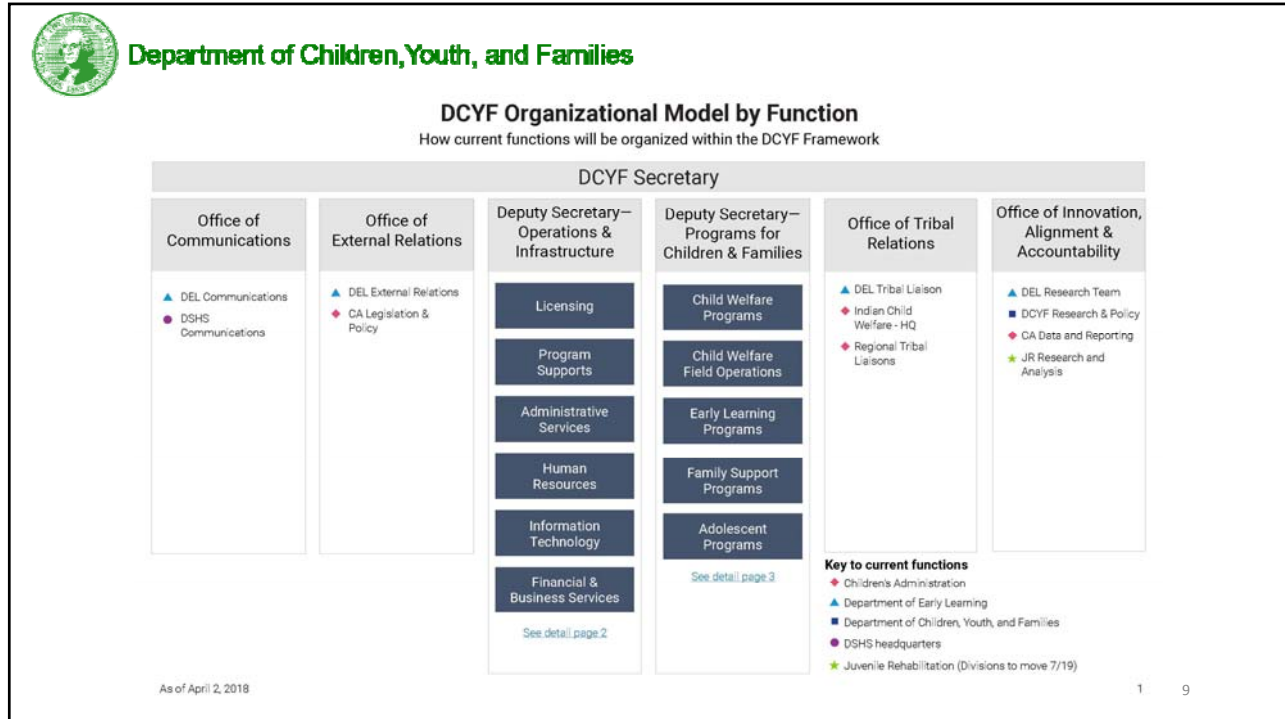 Department of Children, Youth, and Families
DCYF Organizational Model by Function
How current functions will be organized within the DCYF Framework
DCYF Secretary
Office of
Communications
DEL Communications
DSHS
Communications
Office of
External Relations
DEL External Relations
CA Legislation &
Policy
Deputy Secretary—
Operations &
Infrastructure
Licensing
Program
Supports
Administrative
Services
Human
Resources
Information
Technology
Financial &
Business Services
See detail page 2
Deputy Secretary—
Programs for
Children & Families
Child Welfare
Programs
Child Welfare
Field Operations
Early Learning
Programs
Family Support
Programs
Adolescent
Programs
See detail page 3
Office of Tribal
Relations
DEL Tribal Liaison
Indian Child
Welfare - HQ
Regional Tribal
Liaisons
Office of Innovation,
Alignment &
Accountability
DEL Research Team
DCYF Research & Policy
CA Data and Reporting
JR Research and
Analysis
Key to current functions
Children's Administration
Department of Early Learning
Department of Children, Youth, and Families
DSHS headquarters
Juvenile Rehabilitation (Divisions to move 7/19)
As of April 2, 2018
1
9